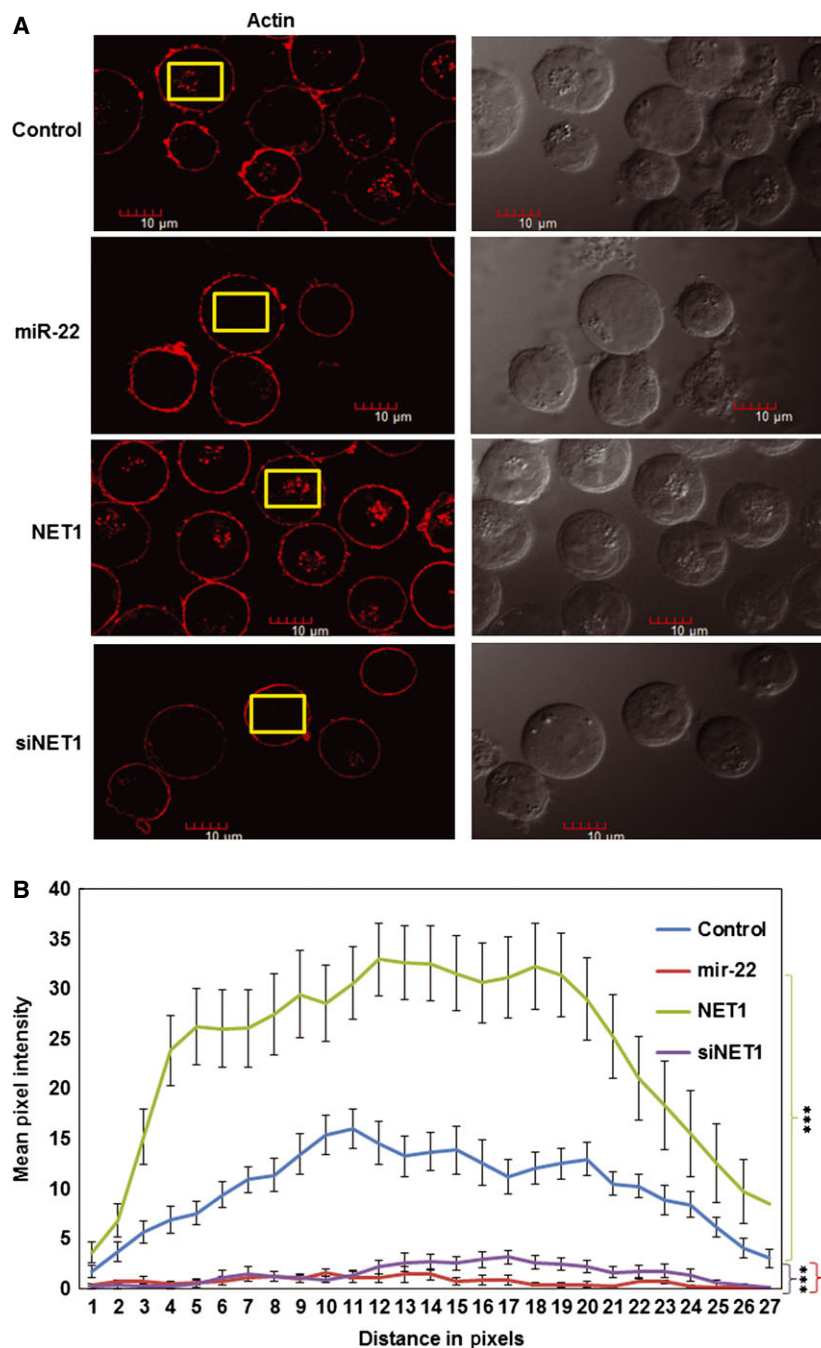 A
Actin
Control
10 µm
10 µm
miR-22
10 µm
10 µm
NET1
10 µm
10 µm
siNET1
10 µm
10 µm
B
Mean pixel intensity
40
35
30
25
20
15
10
5
0
Control
mir-22
NET1
siNET1
***
***
1 2 3 4 5 6 7 8 9 10 11 12 13 14 15 16 17 18 19 20 21 22 23 24 25 26 27
Distance in pixels